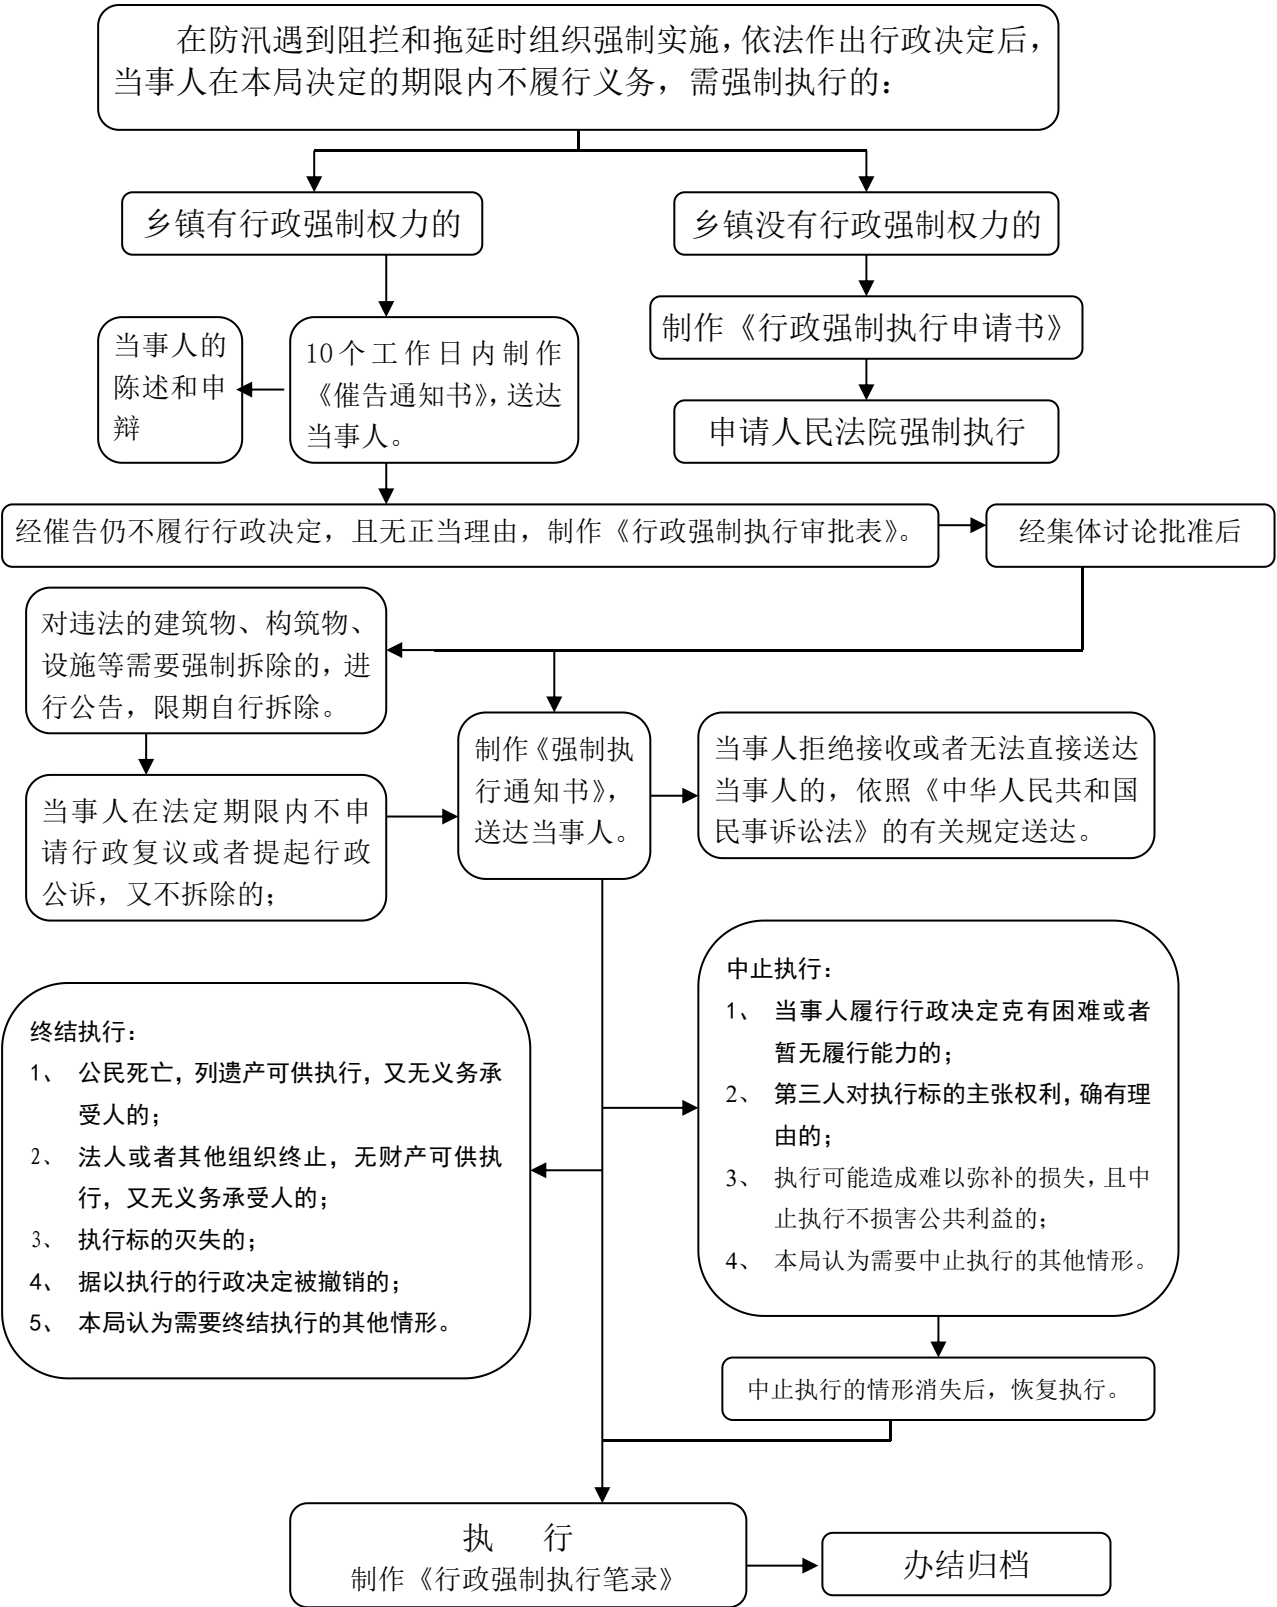 在防汛遇到阻拦和拖延时组织强制实施，依法作出行政决定后，
当事人在本局决定的期限内不履行义务，需强制执行的：
乡镇有行政强制权力的
乡镇没有行政强制权力的
制作《行政强制执行申请书》
申请人民法院强制执行
当事人的
陈述和申
辩
10个工作日内制作
《催告通知书》，送达
当事人。
经催告仍不履行行政决定，且无正当理由，制作《行政强制执行审批表》。
经集体讨论批准后
对违法的建筑物、构筑物、
设施等需要强制拆除的，进
行公告，限期自行拆除。
当事人在法定期限内不申
请行政复议或者提起行政
公诉，又不拆除的；
制作《强制执
行通知书》，
送达当事人。
当事人拒绝接收或者无法直接送达
当事人的，依照《中华人民共和国
民事诉讼法》的有关规定送达。
终结执行：
1、 公民死亡，列遗产可供执行，又无义务承
受人的；
2、 法人或者其他组织终止，无财产可供执
行，又无义务承受人的；
3、 执行标的灭失的；
4、 据以执行的行政决定被撤销的；
5、 本局认为需要终结执行的其他情形。
中止执行：
1、 当事人履行行政决定克有困难或者
暂无履行能力的；
2、 第三人对执行标的主张权利，确有理
由的；
3、 执行可能造成难以弥补的损失，且中
止执行不损害公共利益的；
4、 本局认为需要中止执行的其他情形。
中止执行的情形消失后，恢复执行。
执 行
制作《行政强制执行笔录》
办结归档